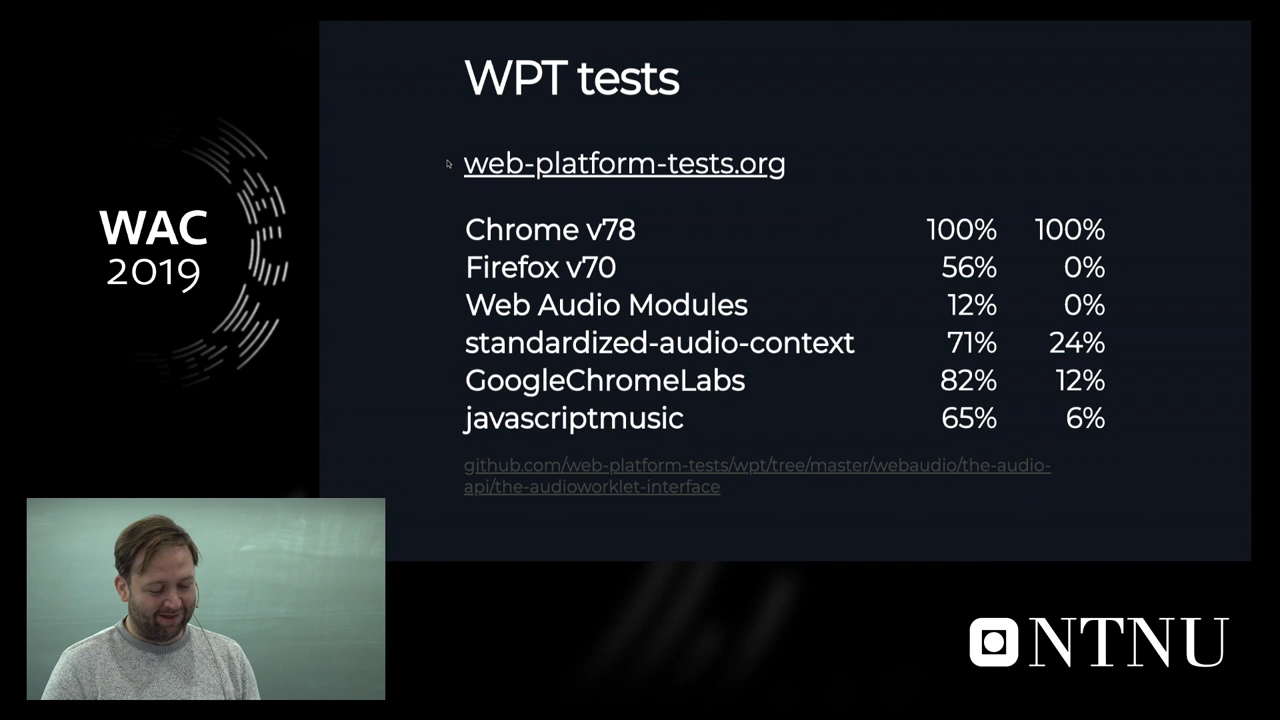 WPT tests
web-platform-tests.org
Chrome v78 100% 100%
Firefox v70 56% 0%
Web Audio Modules 12% 0%
standardized-audio-context 71% 24%
GoogleChromeLabs 82% 12%
javascriptmusic 65% 6%
github.com/web-platform-tests/wpt/tree/master/webaudio/the-audio-
api/the-audioworklet-interface
WAC
2019
NTNU